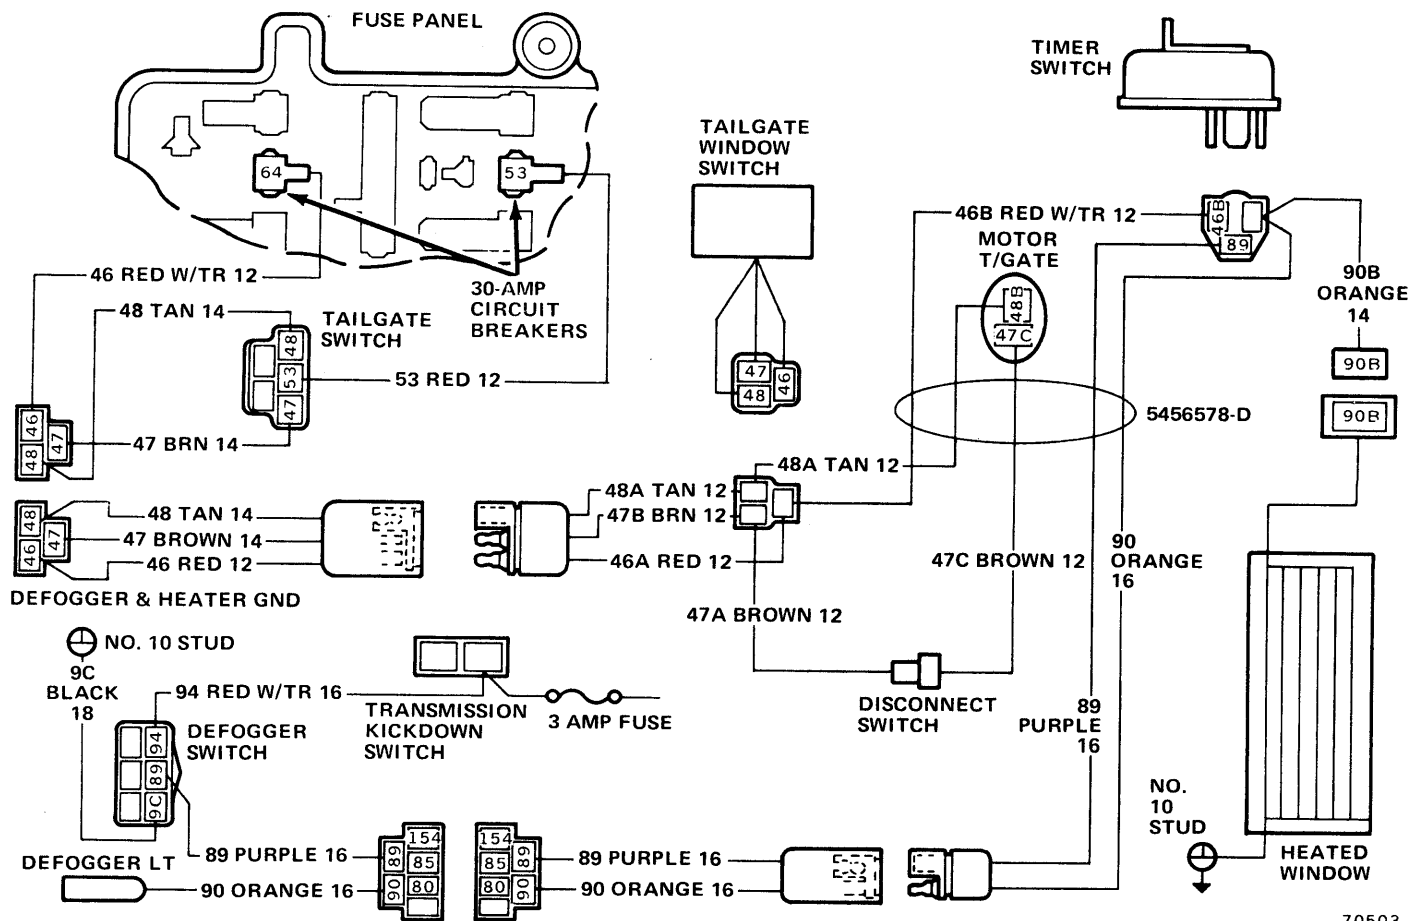 FUSE PANEL
64
53
46 RED W/TR 12
48 TAN 14
30-AMP
CIRCUIT
BREAKERS
TAILGATE
SWITCH
48
53
47
53 RED 12
47 BRN 14
46
47
48
TIMER
SWITCH
TAILGATE
WINDOW
SWITCH
47
48
46
46B RED W/TR 12
MOTOR
T/GATE
48B
47C
46B
89
90B
ORANGE
14
90B
90B
5456578-D
48
47
46
48 TAN 14
47 BROWN 14
46 RED 12
48A TAN 12
47B BRN 12
46A RED 12
48A TAN 12
47A BROWN 12
47C BROWN 12
90
ORANGE
16
DEFOGGER & HEATER GND
NO. 10 STUD
9C
BLACK
18
94 RED W/TR 16
TRANSMISSION
KICKDOWN
SWITCH
3 AMP FUSE
DISCONNECT
SWITCH
89
PURPLE
16
DEFOGGER
SWITCH
94
89
9C
DEFOGGER LT
89 PURPLE 16
90 ORANGE 16
89
90
154
85
80
154
85
80
89
90
89 PURPLE 16
90 ORANGE 16
NO.
10
STUD
HEATED
WINDOW
70503